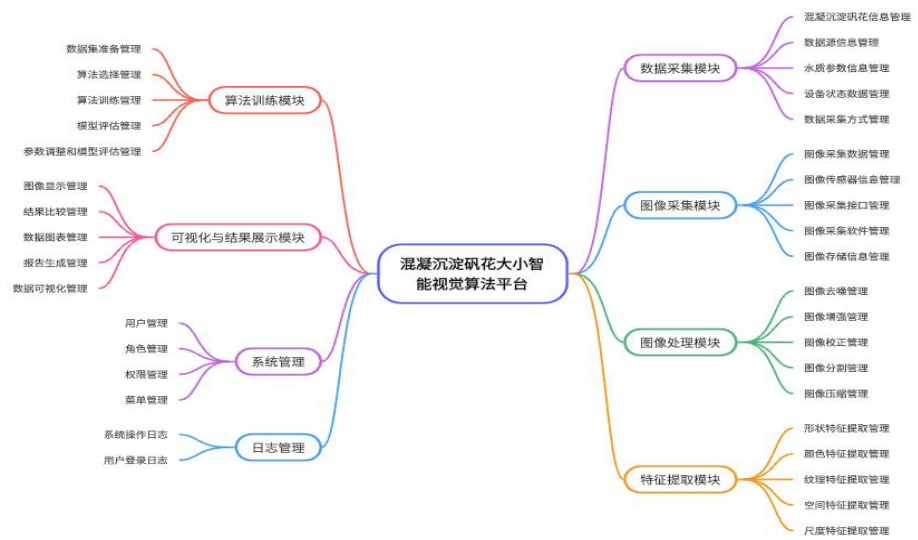 混凝沉淀矾花大小智
能视觉算法平台
算法训练模块
数据集准备管理
算法选择管理
算法训练管理
模型评估管理
参数调整和模型评估管理
可视化与结果展示模块
图像显示管理
结果比较管理
数据图表管理
报告生成管理
数据可视化管理
系统管理
用户管理
角色管理
权限管理
菜单管理
日志管理
系统操作日志
用户登录日志
数据采集模块
混凝沉淀矾花信息管理
数据源信息管理
水质参数信息管理
设备状态数据管理
数据采集方式管理
图像采集模块
图像采集数据管理
图像传感器信息管理
图像采集接口管理
图像采集软件管理
图像存储信息管理
图像处理模块
图像去噪管理
图像增强管理
图像校正管理
图像分割管理
图像压缩管理
特征提取模块
形状特征提取管理
颜色特征提取管理
纹理特征提取管理
空间特征提取管理
尺度特征提取管理